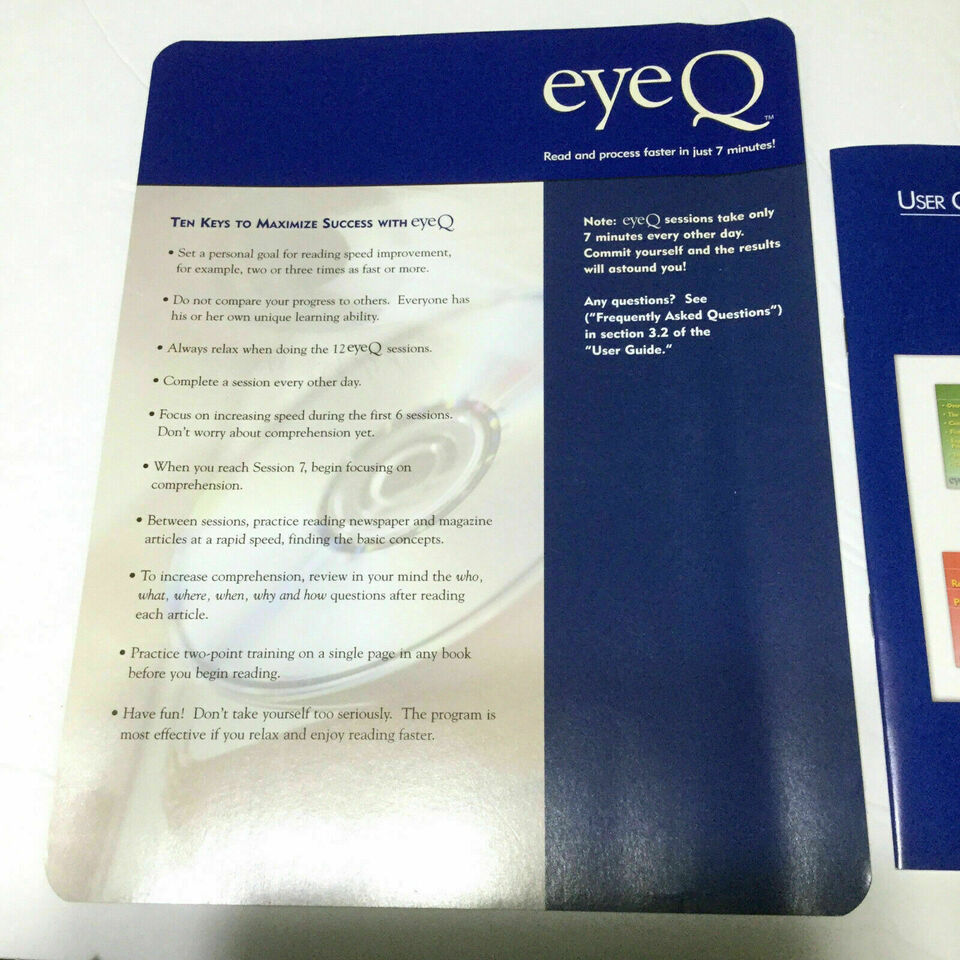 eyeQ™
Read and process faster in just 7 minutes!
TEN KEYS TO MAXIMIZE SUCCESS WITH eyeQ
• Set a personal goal for reading speed improvement,
for example, two or three times as fast or more.
• Do not compare your progress to others. Everyone has
his or her own unique learning ability.
• Always relax when doing the 12 eyeQ sessions.
• Complete a session every other day.
• Focus on increasing speed during the first 6 sessions.
Don't worry about comprehension yet.
• When you reach Session 7, begin focusing on
comprehension.
• Between sessions, practice reading newspaper and magazine
articles at a rapid speed, finding the basic concepts.
• To increase comprehension, review in your mind the who,
what, where, when, why and how questions after reading
each article.
• Practice two-point training on a single page in any book
before you begin reading.
• Have fun! Don't take yourself too seriously. The program is
most effective if you relax and enjoy reading faster.
Note: eyeQ sessions take only
7 minutes every other day.
Commit yourself and the results
will astound you!
Any questions? See
("Frequently Asked Questions")
in section 3.2 of the
"User Guide."
USER